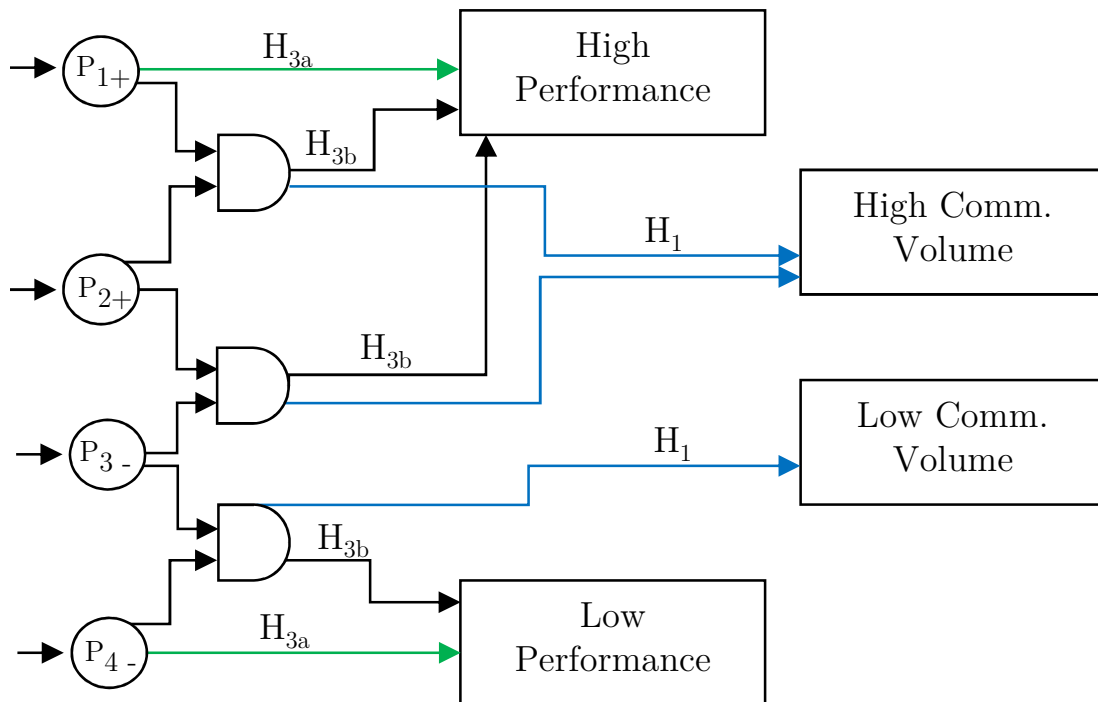 P1+
H3a
High
Performance
H3b
High Comm.
Volume
H1
P2+
H3b
Low Comm.
Volume
H1
P3 -
H3b
Low
Performance
H3a
P4 -